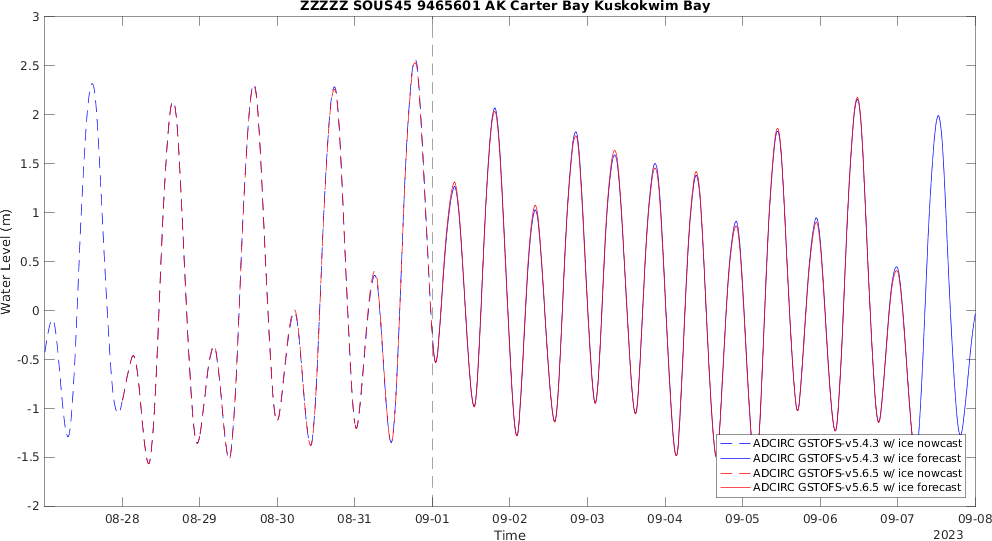 ZZZZZ SOUS45 9465601 AK Carter Bay Kuskokwim Bay
3
2.5
2
1.5
1
0.5
0
-0.5
-1
-1.5
-2
Water Level (m)
ADCIRC GSTOFS-v5.4.3 w/ ice nowcast
ADCIRC GSTOFS-v5.4.3 w/ ice forecast
ADCIRC GSTOFS-v5.6.5 w/ ice nowcast
ADCIRC GSTOFS-v5.6.5 w/ ice forecast
08-28 08-29 08-30 08-31 09-01 09-02 09-03 09-04 09-05 09-06 09-07 09-08
Time
2023